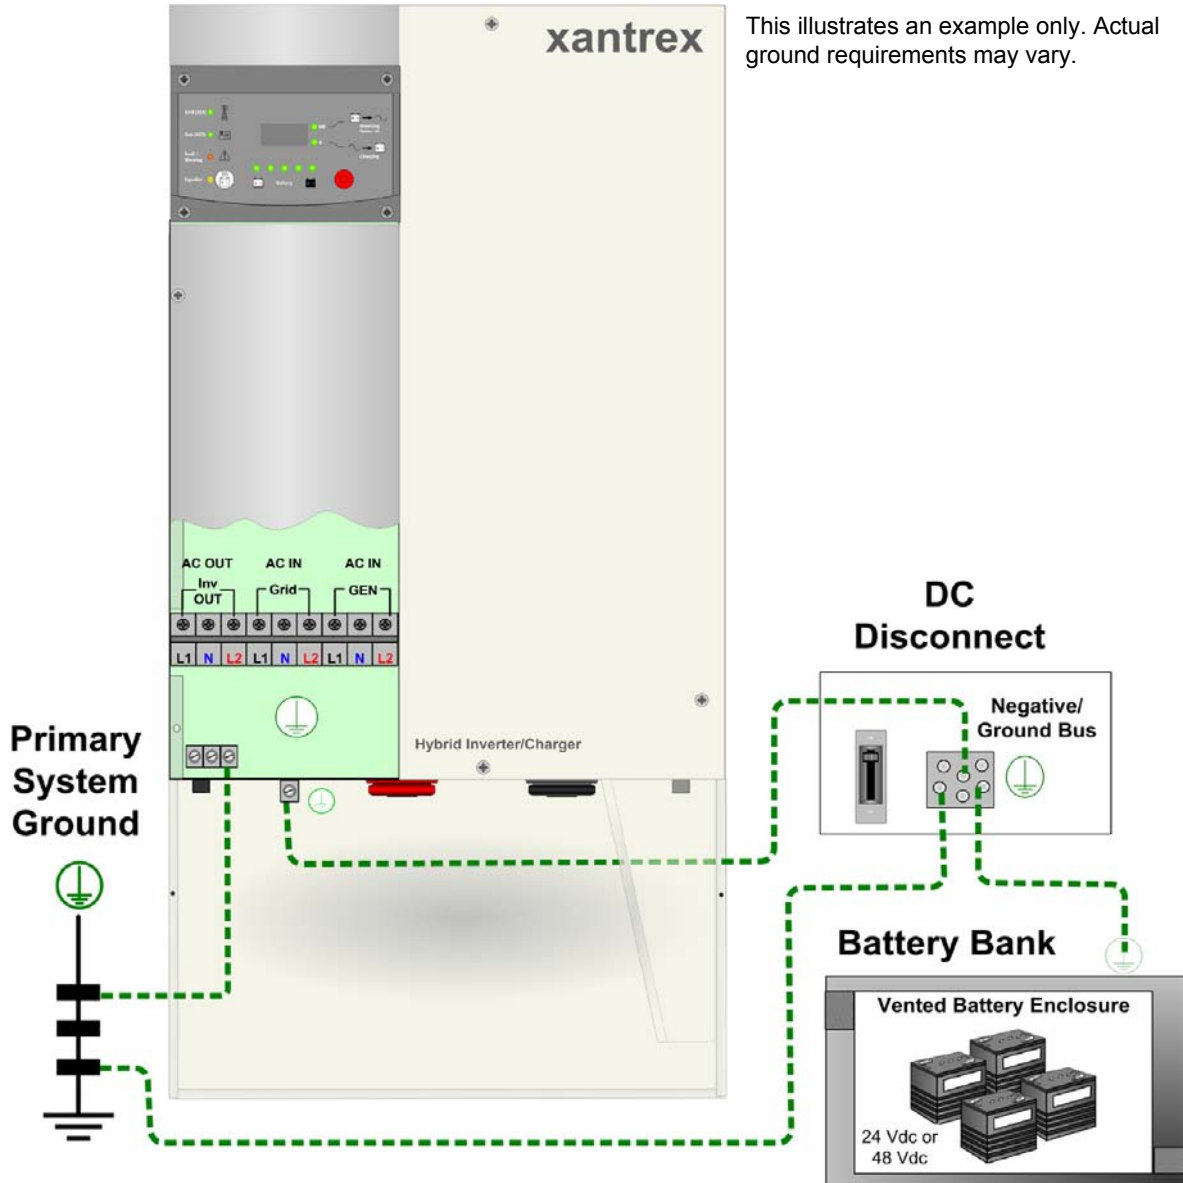 xantrex
This illustrates an example only. Actual
ground requirements may vary.
Battery
Charging
AC OUT
AC IN
AC IN
Inv
OUT
Grid
GEN
L1 N L2 L1 N L2 L1 N L2
Hybrid Inverter/Charger
Primary
System
Ground
DC
Disconnect
Negative/
Ground Bus
Battery Bank
Vented Battery Enclosure
24 Vdc or
48 Vdc